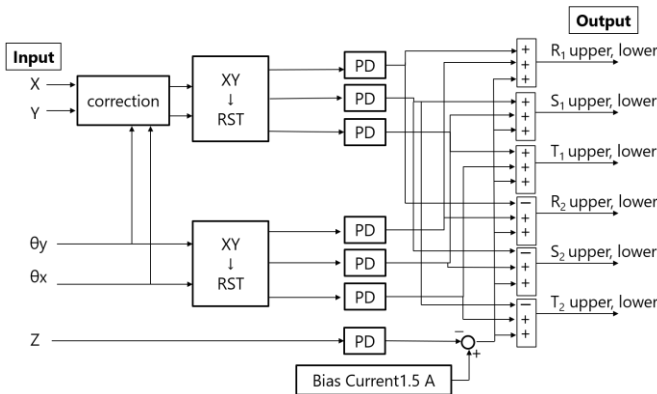 Output
Input
R1 upper, lower
X
Y
correction
XY
↓
RST
PD
PD
PD
+
+
+
S1 upper, lower
+
+
+
T1 upper, lower
+
+
+
R2 upper, lower
−
+
+
θy
θx
XY
↓
RST
PD
PD
PD
S2 upper, lower
−
+
+
T2 upper, lower
−
+
+
Z
PD
−
+
Bias Current1.5 A